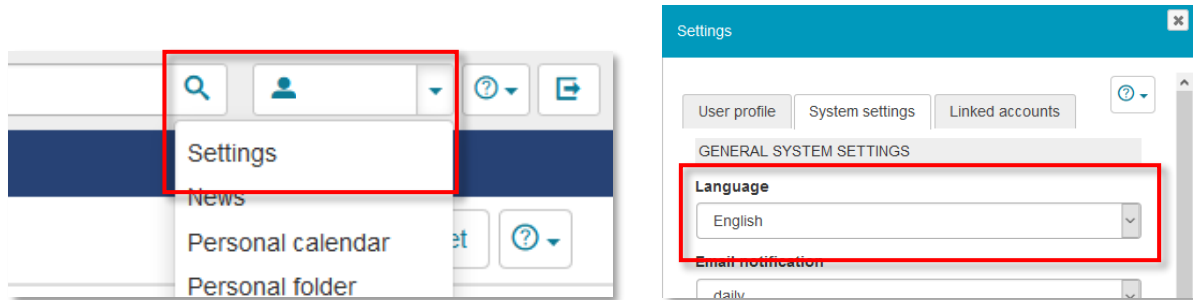 Settings
News
et
Personal calendar
Personal folder
Settings
User profile
System settings
Linked accounts
GENERAL SYSTEM SETTINGS
Language
English
Email notification
daily